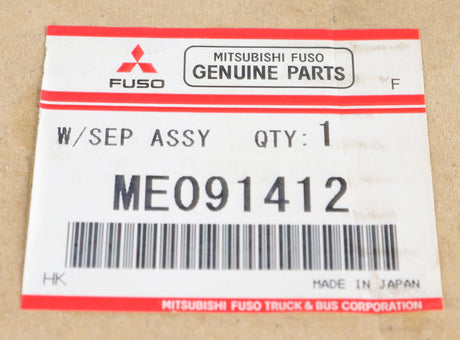 FUSO
MITSUBISHI FUSO
GENUINE PARTS
F
W/SEP ASSY QTY: 1
ME091412
HK
MADE IN JAPAN
MITSUBISHI FUSO TRUCK & BUS CORPORATION